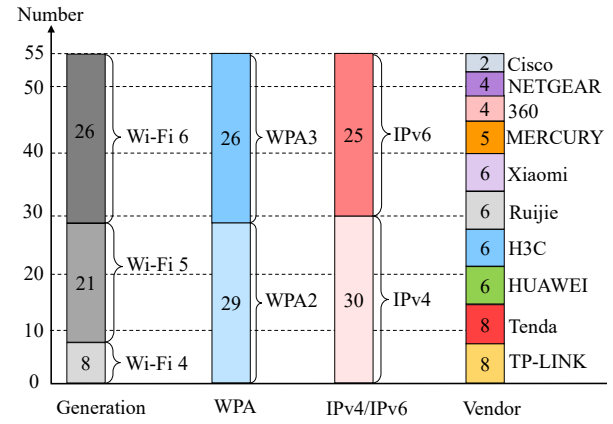 Number
55
50
40
30
20
10
0
26
Wi-Fi 6
21
Wi-Fi 5
8
Wi-Fi 4
26
WPA3
29
WPA2
25
IPv6
30
IPv4
2 Cisco
4 NETGEAR
4 360
5 MERCURY
6 Xiaomi
6 Ruijie
6 H3C
6 HUAWEI
8 Tenda
8 TP-LINK
Generation
WPA
IPv4/IPv6
Vendor